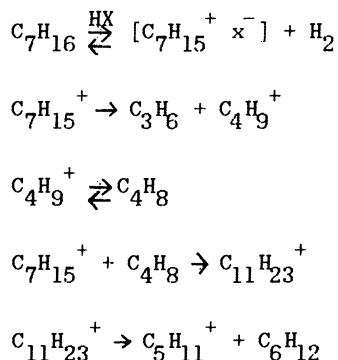 C₇H₁₆ ⇌ [C₇H₁₅⁺ x⁻] + H₂
HX
C₇H₁₅⁺ → C₃H₆ + C₄H₉⁺
C₄H₉⁺ ⇌ C₄H₈
C₇H₁₅⁺ + C₄H₈ → C₁₁H₂₃⁺
C₁₁H₂₃⁺ → C₅H₁₁⁺ + C₆H₁₂